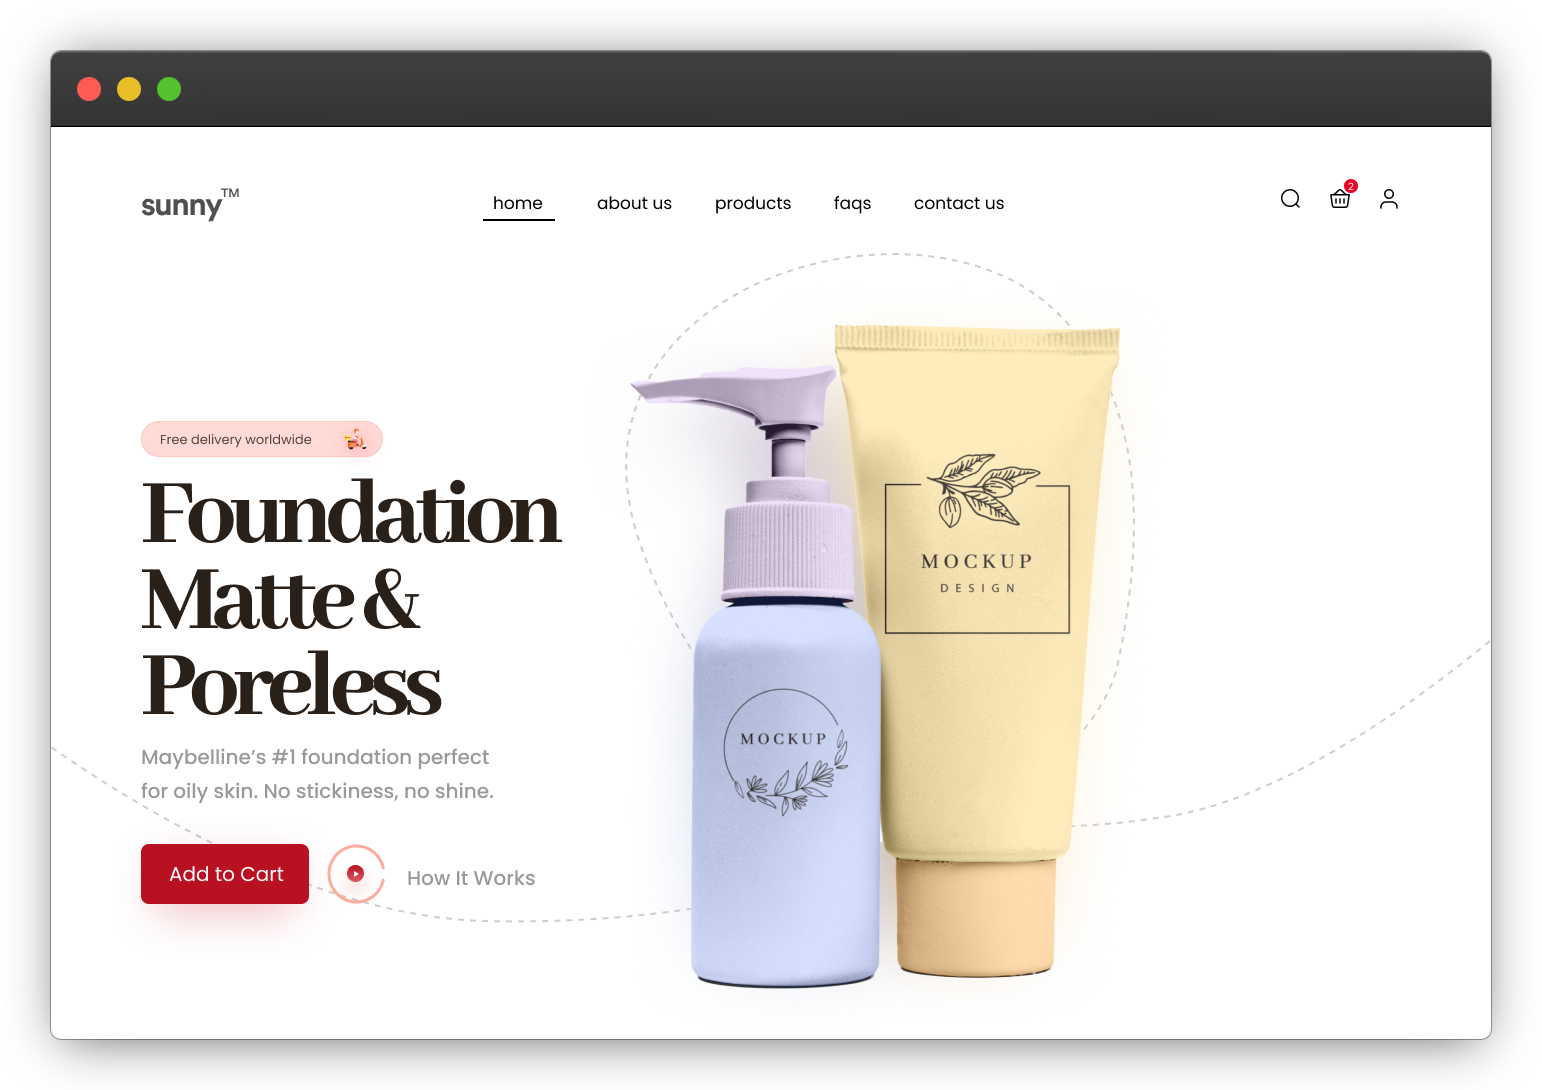 sunny™
home about us products faqs contact us
2
Free delivery worldwide
Foundation
Matte &
Poreless
Maybelline’s #1 foundation perfect
for oily skin. No stickiness, no shine.
Add to Cart
How It Works
MOCKUP
DESIGN
MOCKUP